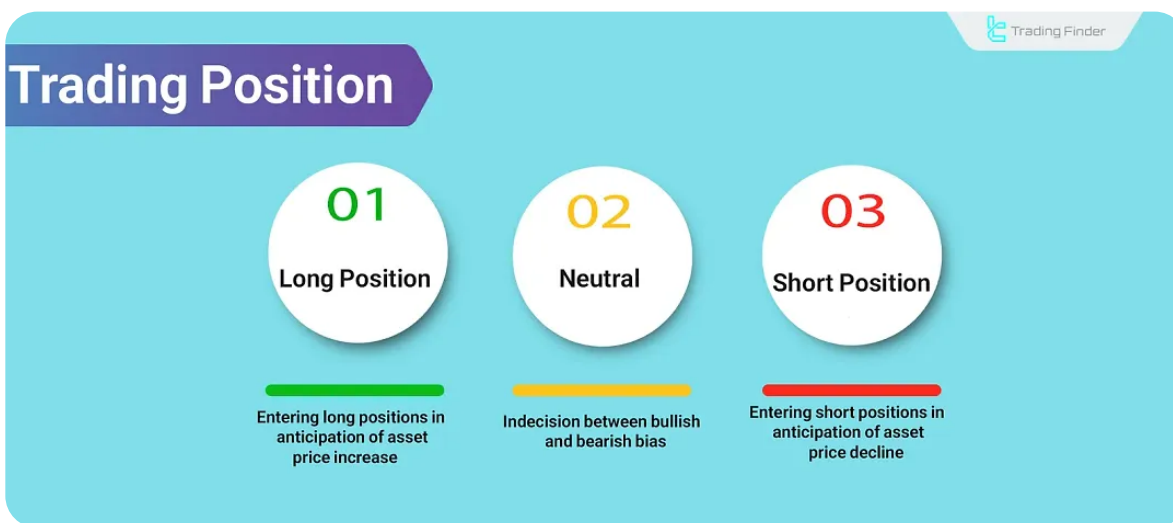 Trading Finder
Trading Position
01
Long Position
Entering long positions in
anticipation of asset
price increase
02
Neutral
Indecision between bullish
and bearish bias
03
Short Position
Entering short positions in
anticipation of asset
price decline